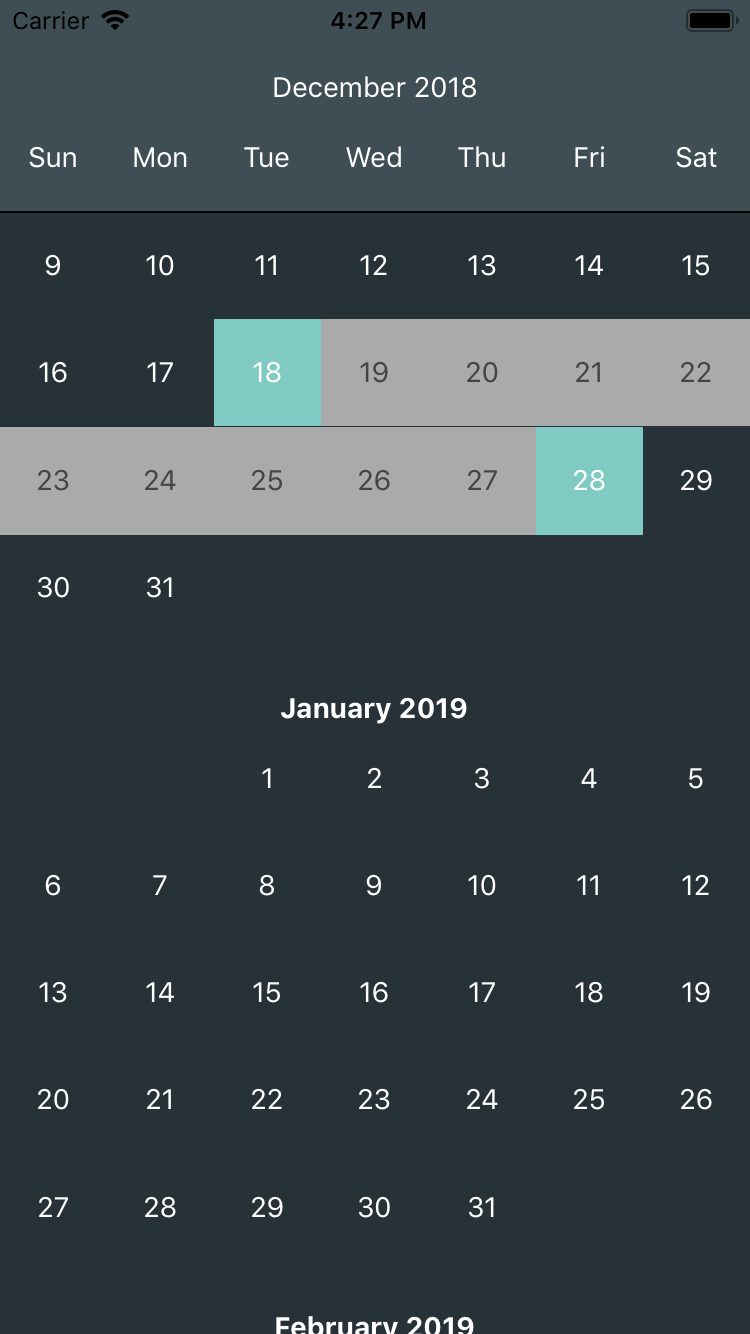 Carrier 4:27 PM
December 2018
Sun Mon Tue Wed Thu Fri Sat
9 10 11 12 13 14 15
16 17 18 19 20 21 22
23 24 25 26 27 28 29
30 31
January 2019
1 2 3 4 5
6 7 8 9 10 11 12
13 14 15 16 17 18 19
20 21 22 23 24 25 26
27 28 29 30 31
February 2019